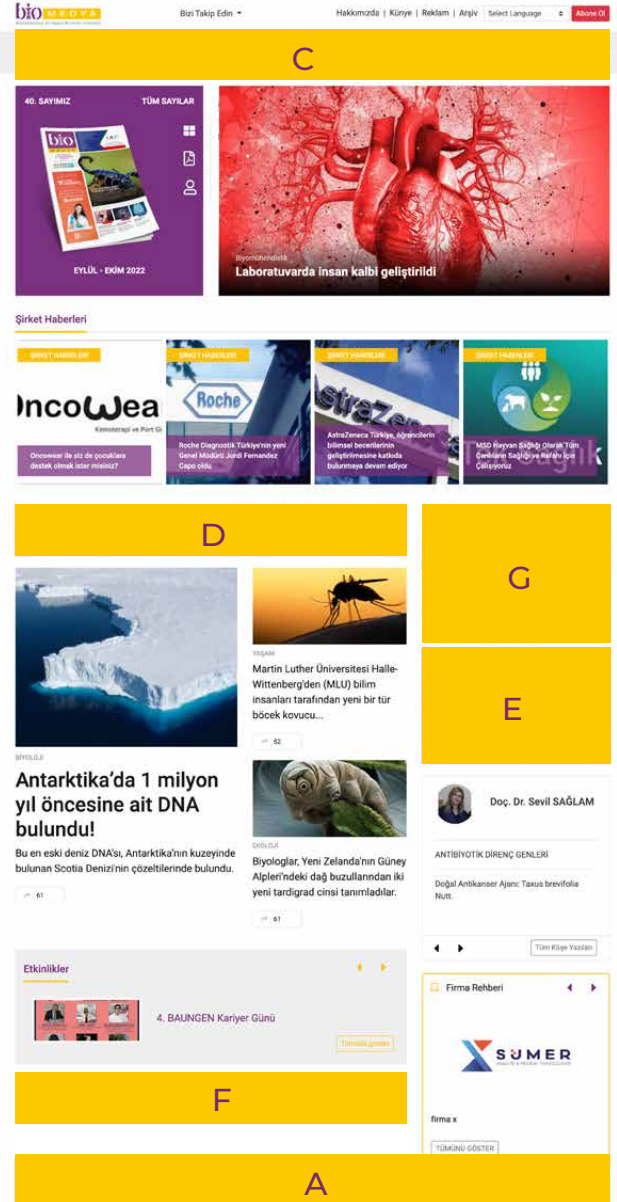 bio MEDYA
Bizi Takip Edin
Hakkımızda | Künye | Reklam | Arşiv
Select Language
Abone Ol
C
40. SAYIMIZ
TÜM SAYILAR
bio
EYLÜL - EKİM 2022
Biyomühendislik
Laboratuvarda insan kalbi geliştirildi
Şirket Haberleri
ŞİRKET HABERLERİ
OncoWea
Kemoterapi ve Port Gi
Oncowear ile siz de çocuklara
destek olmak ister misiniz?
ŞİRKET HABERLERİ
Roche
Roche Diagnostik Türkiye'nin yeni
Genel Müdürü Jordi Fernandez
Capo oldu
ŞİRKET HABERLERİ
AstraZenec
AstraZeneca Türkiye, öğrencilerin
bilimsel becerilerinin
geliştirilmesine katkıda
bulunmaya devam ediyor
ŞİRKET HABERLERİ
Tek Sağlık
MSD Hayvan Sağlığı Olarak Tüm
Canlıların Sağlığı ve Refahı İçin
Çalışıyoruz
D
G
E
BİYOLOJİ
Antarktika'da 1 milyon
yıl öncesine ait DNA
bulundu!
Bu en eski deniz DNA'sı, Antarktika'nın kuzeyinde
bulunan Scotia Denizi'nin çözeltilerinde bulundu.
61
YAŞAM
Martin Luther Üniversitesi Halle-
Wittenberg'den (MLU) bilim
insanları tarafından yeni bir tür
böcek kovucu...
62
EKOLOJİ
Biyologlar, Yeni Zelanda'nın Güney
Alpleri'ndeki dağ buzullarından iki
yeni tardigrad cinsi tanımladılar.
61
Doç. Dr. Sevil SAĞLAM
ANTİBİYOTİK DİRENÇ GENLERİ
Doğal Antikanser Ajanı: Taxus brevifolia
Nutt.
Tüm Köşe Yazıları
Etkinlikler
4. BAUNGEN Kariyer Günü
Tümünü göster
Firma Rehberi
SÜMER
firma x
TÜMÜNÜ GÖSTER
F
A